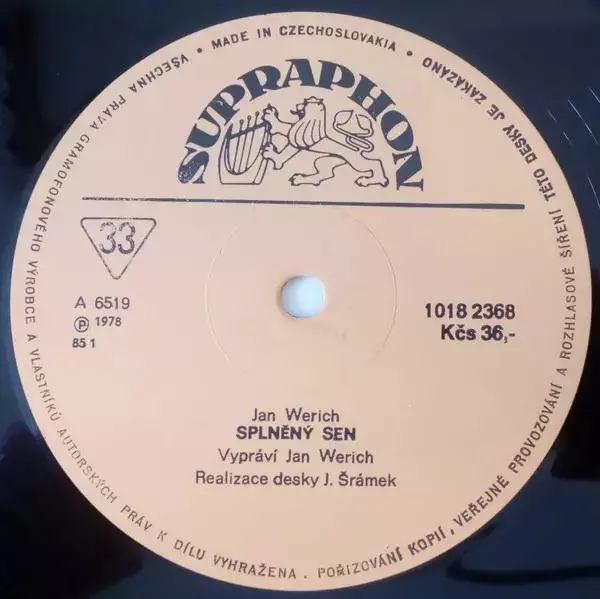 VŠECHNA PRÁVA GRAMOFONOVÉHO VÝROBCE A VLASTNÍKŮ AUTORSKÝCH PRÁV K DÍLU VYHRAŽENA. POŘIZOVÁNÍ KOPIÍ, VEŘEJNÉ PROVOZOVÁNÍ A ROZHLASOVÉ ŠÍŘENÍ TÉTO DESKY JE ZAKÁZÁNO • MADE IN CZECHOSLOVAKIA •
SUPRAPHON
33
A 6519
Ⓟ 1978
85 1
1018 2368
Kčs 36,-
Jan Werich
SPLNĚNÝ SEN
Vypráví Jan Werich
Realizace desky J. Šrámek